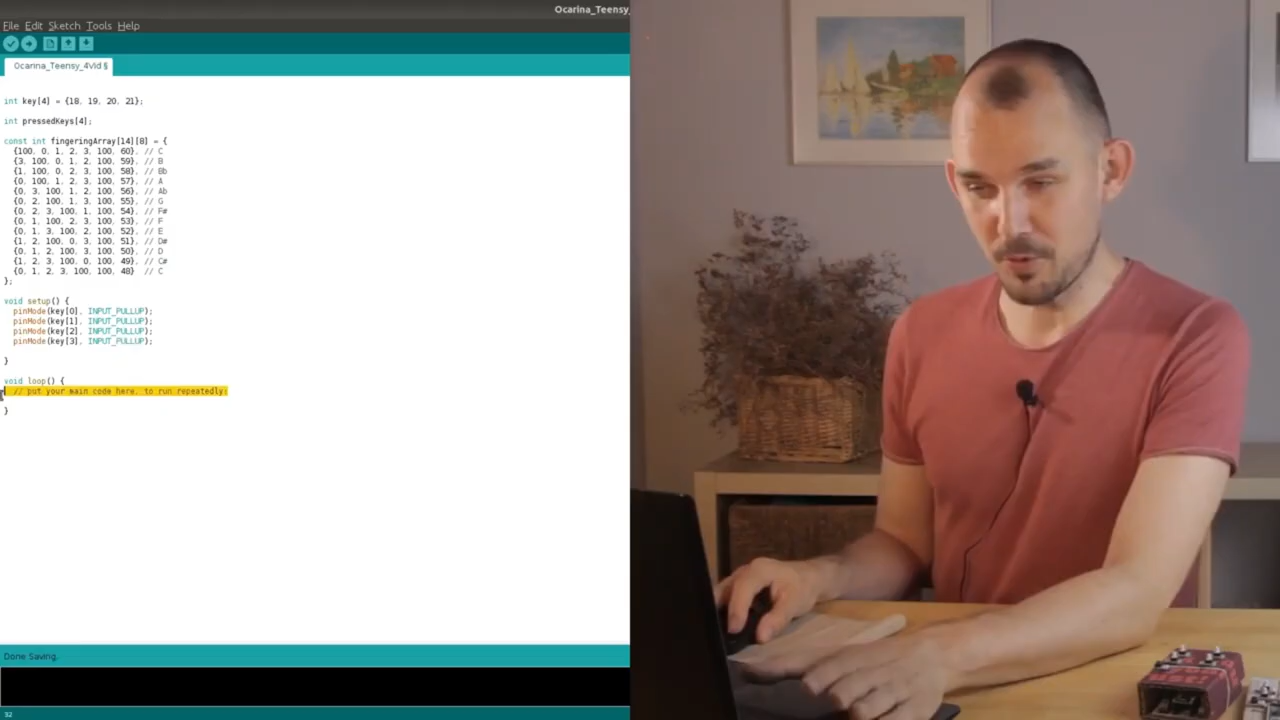 Ocarina_Teensy_
File Edit Sketch Tools Help
Ocarina_Teensy_4Vid §
int key[4] = {18, 19, 20, 21};
int pressedKeys[4];
const int fingeringArray[14][8] = {
{100, 0, 1, 2, 3, 100, 60}, // C
{3, 100, 0, 1, 2, 100, 59}, // B
{1, 100, 0, 2, 3, 100, 58}, // Bb
{0, 100, 1, 2, 3, 100, 57}, // A
{0, 3, 100, 1, 2, 100, 56}, // Ab
{0, 2, 100, 1, 3, 100, 55}, // G
{0, 2, 3, 100, 1, 100, 54}, // F#
{0, 1, 100, 2, 3, 100, 53}, // F
{0, 1, 3, 100, 2, 100, 52}, // E
{1, 2, 100, 0, 3, 100, 51}, // D#
{0, 1, 2, 100, 3, 100, 50}, // D
{1, 2, 3, 100, 0, 100, 49}, // C#
{0, 1, 2, 3, 100, 100, 48}  // C
};
void setup() {
pinMode(key[0], INPUT_PULLUP);
pinMode(key[1], INPUT_PULLUP);
pinMode(key[2], INPUT_PULLUP);
pinMode(key[3], INPUT_PULLUP);
}
void loop() {
// put your main code here, to run repeatedly:
}
Done Saving.
32